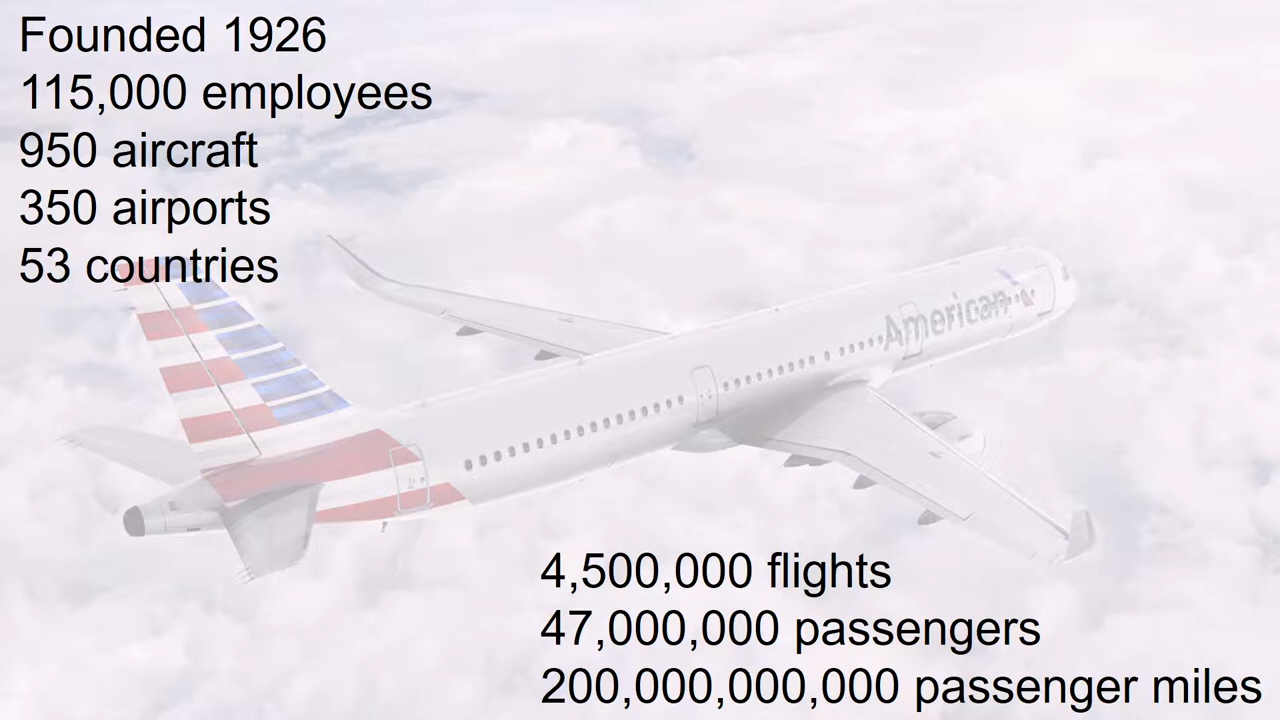 Founded 1926
115,000 employees
950 aircraft
350 airports
53 countries
American
4,500,000 flights
47,000,000 passengers
200,000,000,000 passenger miles